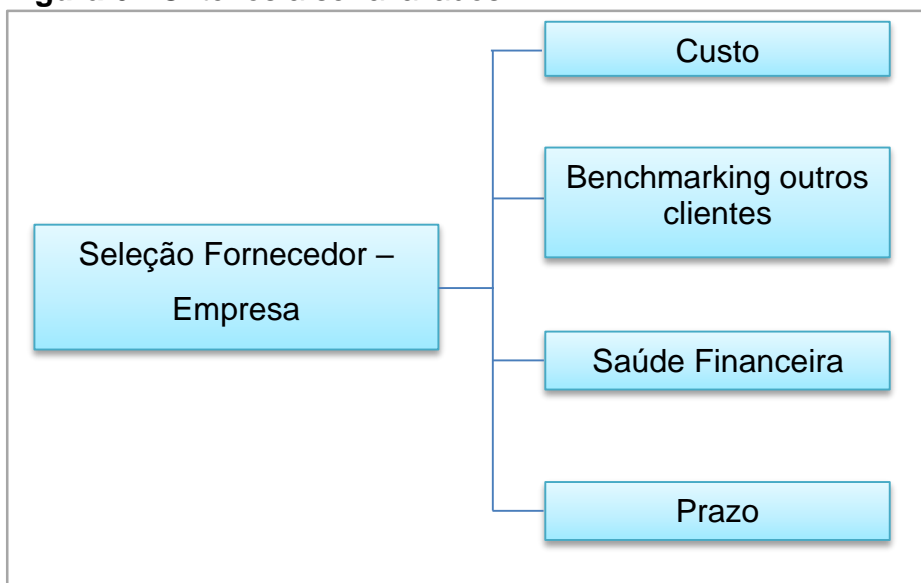 Seleção Fornecedor –
Empresa
Custo
Benchmarking outros
clientes
Saúde Financeira
Prazo